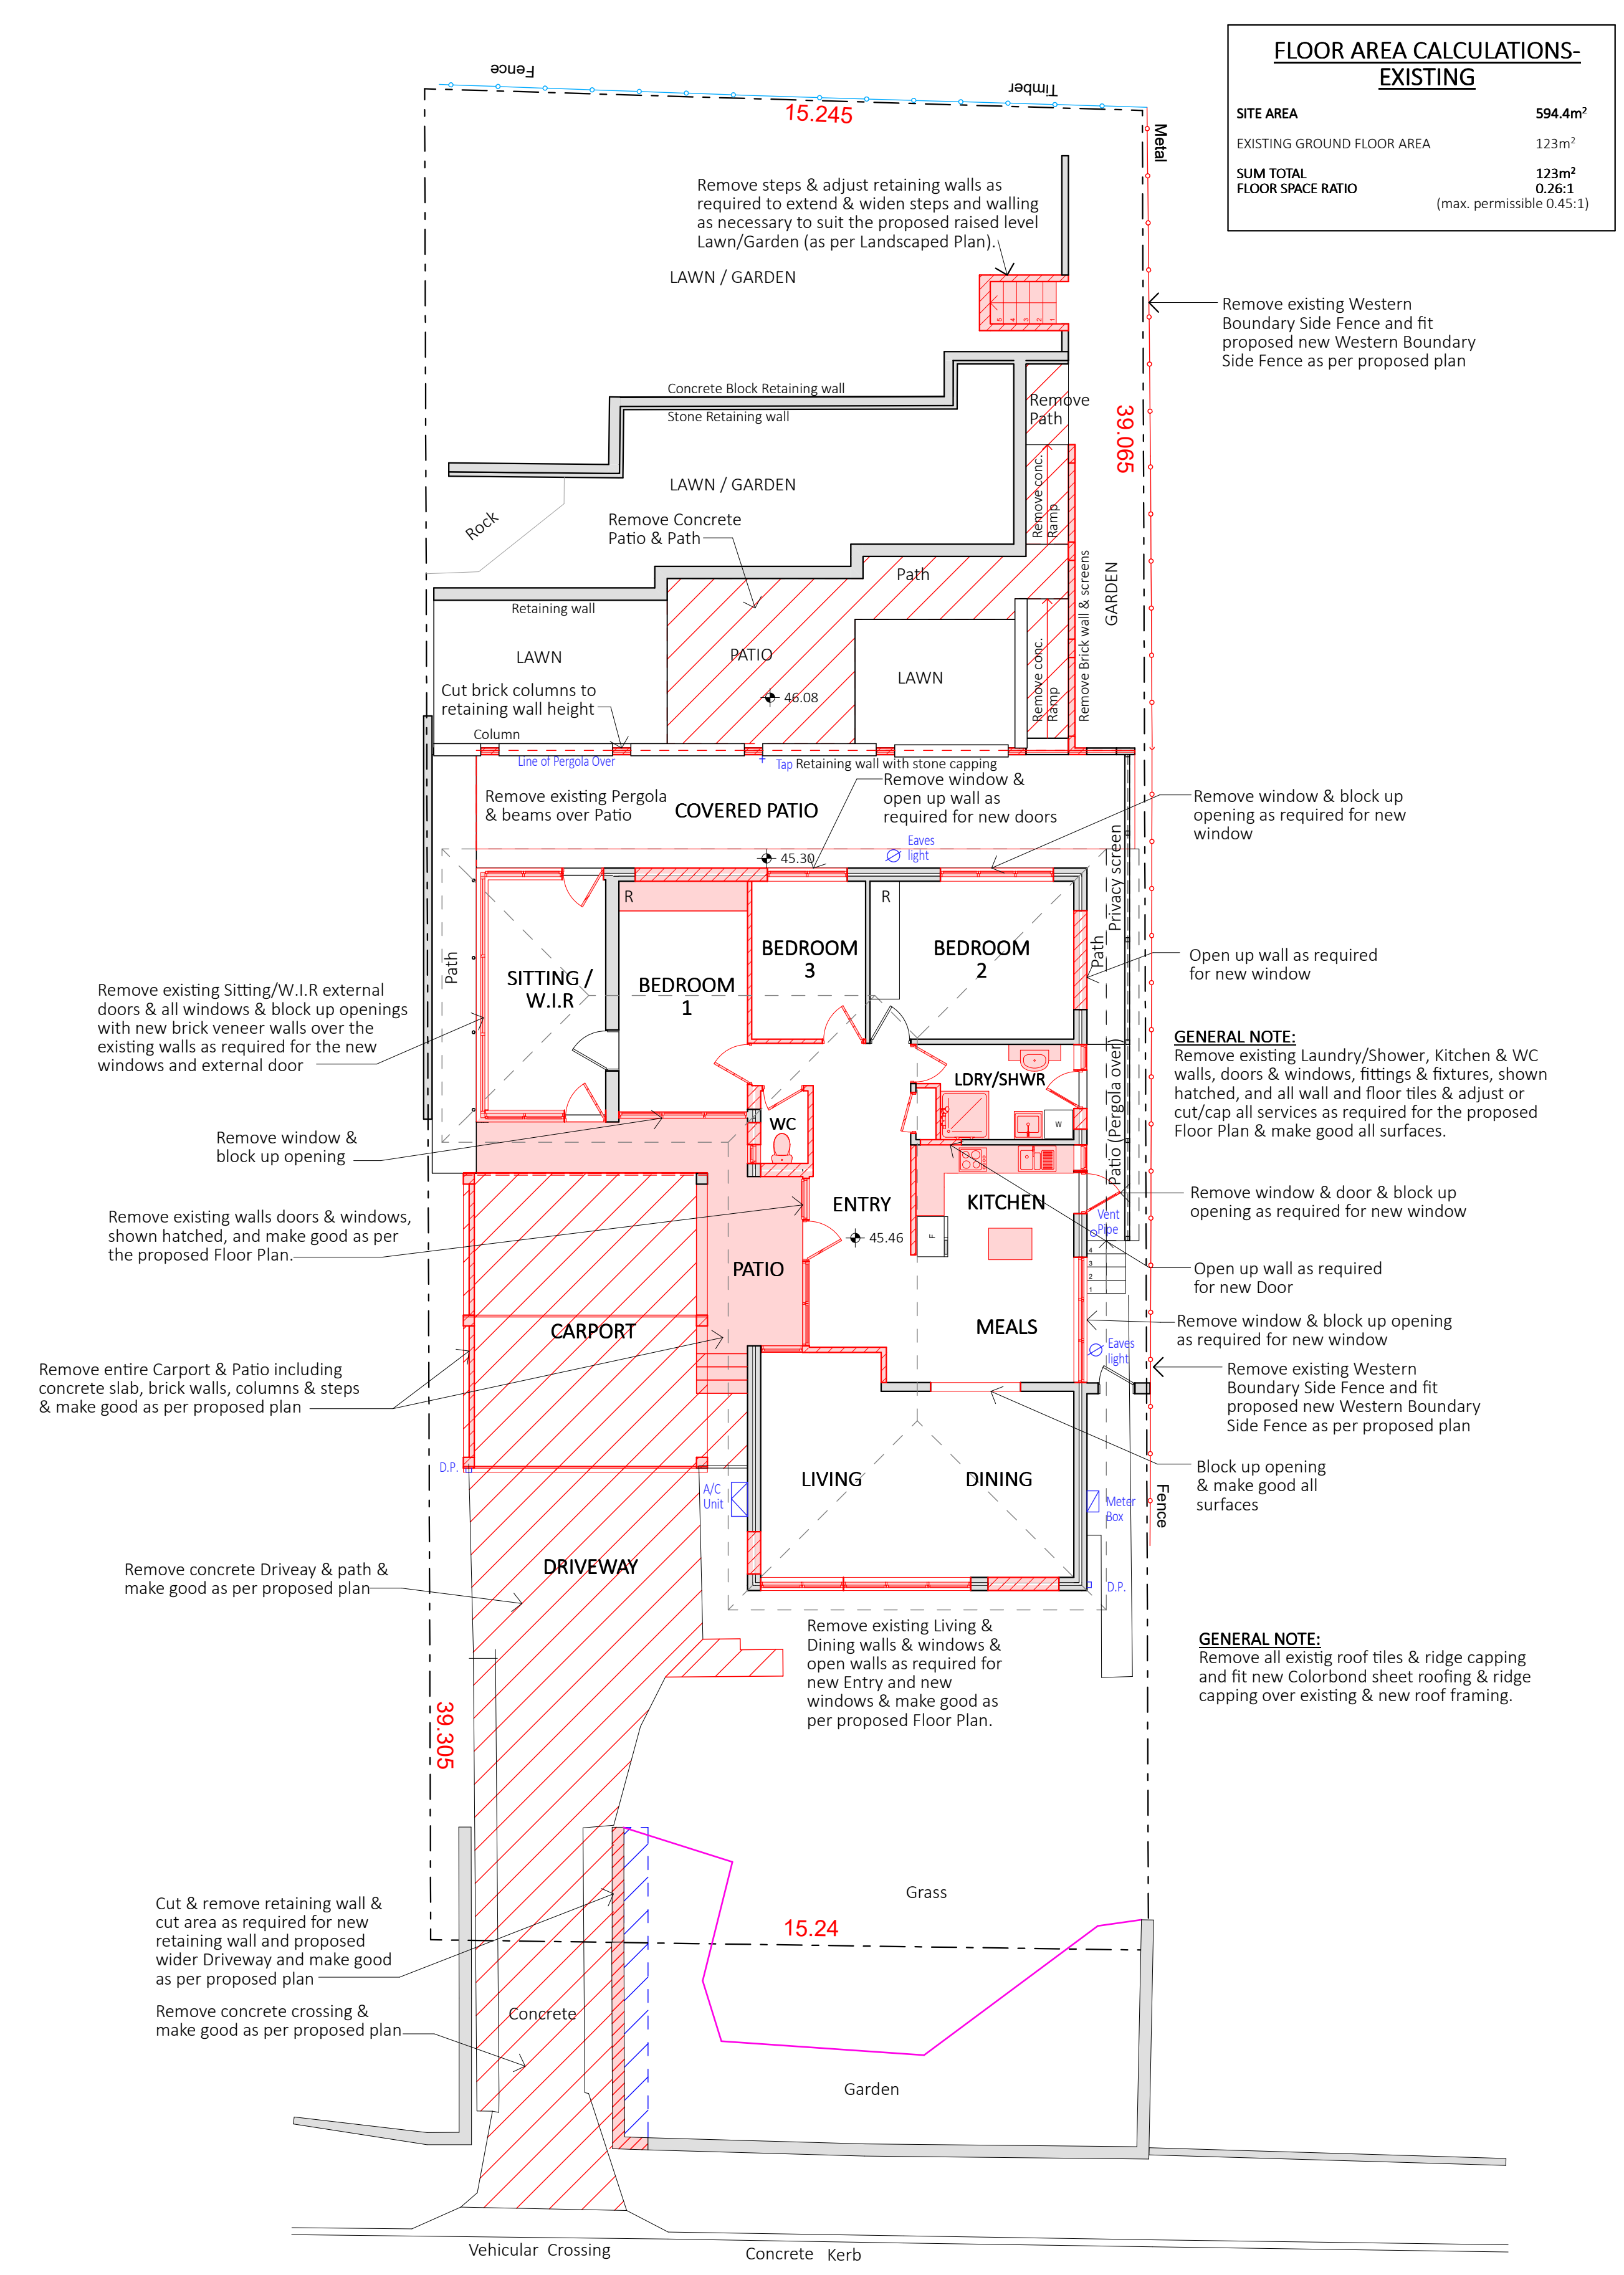 FLOOR AREA CALCULATIONS-
EXISTING
SITE AREA 594.4m²
EXISTING GROUND FLOOR AREA 123m²
SUM TOTAL 123m²
FLOOR SPACE RATIO 0.26:1
(max. permissible 0.45:1)
Fence
Timber
15.245
Metal
Remove steps & adjust retaining walls as
required to extend & widen steps and walling
as necessary to suit the proposed raised level
Lawn/Garden (as per Landscaped Plan).
LAWN / GARDEN
5 4 3 2 1
Remove existing Western
Boundary Side Fence and fit
proposed new Western Boundary
Side Fence as per proposed plan
Concrete Block Retaining wall
Stone Retaining wall
Remove
Path
39.065
LAWN / GARDEN
Rock
Remove conc.
Ramp
Remove Concrete
Patio & Path
Path
Retaining wall
GARDEN
Remove Brick wall & screens
LAWN
PATIO
46.08
LAWN
Remove conc.
Ramp
Cut brick columns to
retaining wall height
Column
Line of Pergola Over
Tap
Retaining wall with stone capping
Remove existing Pergola
& beams over Patio
COVERED PATIO
Remove window &
open up wall as
required for new doors
Remove window & block up
opening as required for new
window
Eaves
light
45.30
Privacy screen
R
R
Path
Path
SITTING /
W.I.R
BEDROOM
1
BEDROOM
3
BEDROOM
2
Open up wall as required
for new window
Remove existing Sitting/W.I.R external
doors & all windows & block up openings
with new brick veneer walls over the
existing walls as required for the new
windows and external door
GENERAL NOTE:
Remove existing Laundry/Shower, Kitchen & WC
walls, doors & windows, fittings & fixtures, shown
hatched, and all wall and floor tiles & adjust or
cut/cap all services as required for the proposed
Floor Plan & make good all surfaces.
LDRY/SHWR
W
WC
Patio (Pergola over)
Remove window &
block up opening
Remove existing walls doors & windows,
shown hatched, and make good as per
the proposed Floor Plan.
ENTRY
45.46
KITCHEN
F
Remove window & door & block up
opening as required for new window
Vent
Pipe
4
3
2
1
PATIO
Open up wall as required
for new Door
MEALS
Remove window & block up opening
as required for new window
CARPORT
Eaves
light
Remove entire Carport & Patio including
concrete slab, brick walls, columns & steps
& make good as per proposed plan
Remove existing Western
Boundary Side Fence and fit
proposed new Western Boundary
Side Fence as per proposed plan
D.P.
LIVING
DINING
Block up opening
& make good all
surfaces
A/C
Unit
Meter
Box
Fence
DRIVEWAY
Remove concrete Driveay & path &
make good as per proposed plan
D.P.
Remove existing Living &
Dining walls & windows &
open walls as required for
new Entry and new
windows & make good as
per proposed Floor Plan.
GENERAL NOTE:
Remove all existig roof tiles & ridge capping
and fit new Colorbond sheet roofing & ridge
capping over existing & new roof framing.
39.305
Cut & remove retaining wall &
cut area as required for new
retaining wall and proposed
wider Driveway and make good
as per proposed plan
Grass
15.24
Remove concrete crossing &
make good as per proposed plan
Concrete
Garden
Vehicular Crossing
Concrete Kerb